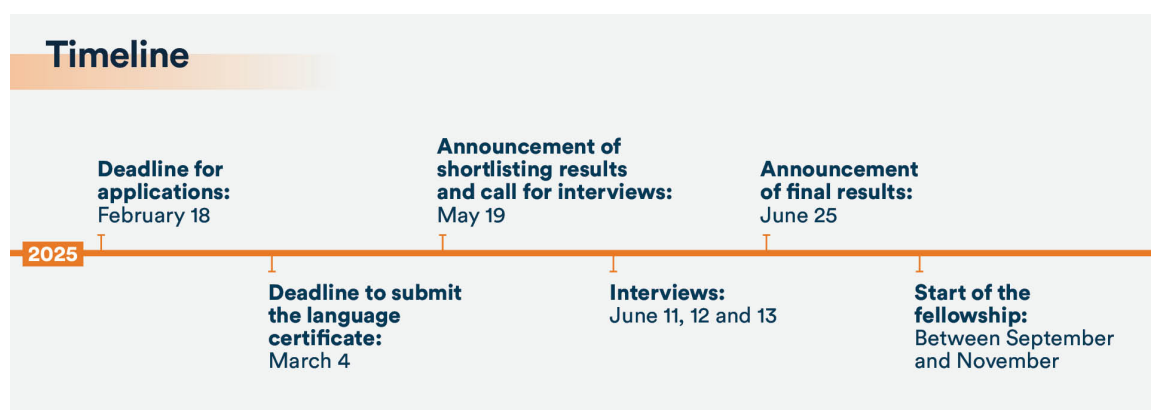 Timeline
Deadline for
applications:
February 18
Announcement of
shortlisting results
and call for interviews:
May 19
Announcement
of final results:
June 25
2025
Deadline to submit
the language
certificate:
March 4
Interviews:
June 11, 12 and 13
Start of the
fellowship:
Between September
and November